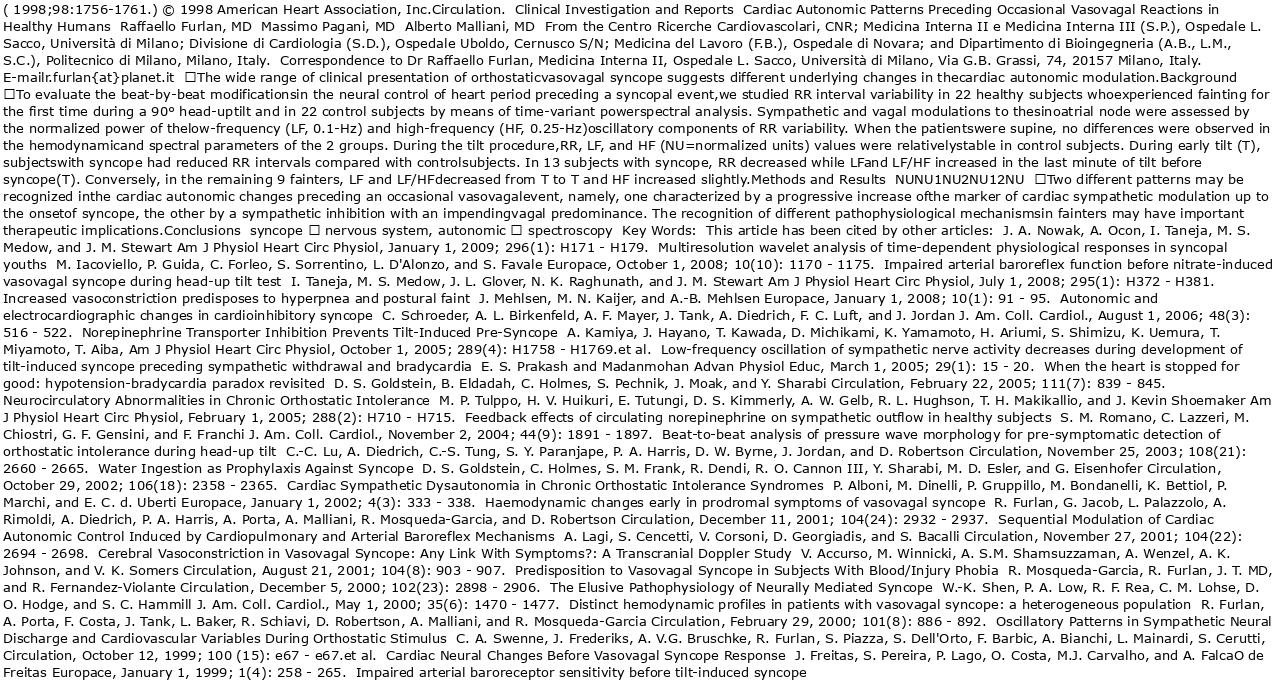 ( 1998;98:1756-1761.) © 1998 American Heart Association, Inc.Circulation.  Clinical Investigation and Reports  Cardiac Autonomic Patterns Preceding Occasional Vasovagal Reactions in
Healthy Humans  Raffaello Furlan, MD  Massimo Pagani, MD  Alberto Malliani, MD  From the Centro Ricerche Cardiovascolari, CNR; Medicina Interna II e Medicina Interna III (S.P.), Ospedale L.
Sacco, Università di Milano; Divisione di Cardiologia (S.D.), Ospedale Uboldo, Cernusco S/N; Medicina del Lavoro (F.B.), Ospedale di Novara; and Dipartimento di Bioingegneria (A.B., L.M.,
S.C.), Politecnico di Milano, Milano, Italy.  Correspondence to Dr Raffaello Furlan, Medicina Interna II, Ospedale L. Sacco, Università di Milano, Via G.B. Grassi, 74, 20157 Milano, Italy.
E-mailr.furlan{at}planet.it  □The wide range of clinical presentation of orthostaticvasovagal syncope suggests different underlying changes in thecardiac autonomic modulation.Background
□To evaluate the beat-by-beat modificationsin the neural control of heart period preceding a syncopal event,we studied RR interval variability in 22 healthy subjects whoexperienced fainting for
the first time during a 90° head-uptilt and in 22 control subjects by means of time-variant powerspectral analysis. Sympathetic and vagal modulations to thesinoatrial node were assessed by
the normalized power of thelow-frequency (LF, 0.1-Hz) and high-frequency (HF, 0.25-Hz)oscillatory components of RR variability. When the patientswere supine, no differences were observed in
the hemodynamicand spectral parameters of the 2 groups. During the tilt procedure,RR, LF, and HF (NU=normalized units) values were relativelystable in control subjects. During early tilt (T),
subjectswith syncope had reduced RR intervals compared with controlsubjects. In 13 subjects with syncope, RR decreased while LFand LF/HF increased in the last minute of tilt before
syncope(T). Conversely, in the remaining 9 fainters, LF and LF/HFdecreased from T to T and HF increased slightly.Methods and Results  NUNU1NU2NU12NU  □Two different patterns may be
recognized inthe cardiac autonomic changes preceding an occasional vasovagalevent, namely, one characterized by a progressive increase ofthe marker of cardiac sympathetic modulation up to
the onsetof syncope, the other by a sympathetic inhibition with an impendingvagal predominance. The recognition of different pathophysiological mechanismsin fainters may have important
therapeutic implications.Conclusions  syncope □ nervous system, autonomic □ spectroscopy  Key Words:  This article has been cited by other articles:  J. A. Nowak, A. Ocon, I. Taneja, M. S.
Medow, and J. M. Stewart Am J Physiol Heart Circ Physiol, January 1, 2009; 296(1): H171 - H179.  Multiresolution wavelet analysis of time-dependent physiological responses in syncopal
youths  M. Iacoviello, P. Guida, C. Forleo, S. Sorrentino, L. D'Alonzo, and S. Favale Europace, October 1, 2008; 10(10): 1170 - 1175.  Impaired arterial baroreflex function before nitrate-induced
vasovagal syncope during head-up tilt test  I. Taneja, M. S. Medow, J. L. Glover, N. K. Raghunath, and J. M. Stewart Am J Physiol Heart Circ Physiol, July 1, 2008; 295(1): H372 - H381.
Increased vasoconstriction predisposes to hyperpnea and postural faint  J. Mehlsen, M. N. Kaijer, and A.-B. Mehlsen Europace, January 1, 2008; 10(1): 91 - 95.  Autonomic and
electrocardiographic changes in cardioinhibitory syncope  C. Schroeder, A. L. Birkenfeld, A. F. Mayer, J. Tank, A. Diedrich, F. C. Luft, and J. Jordan J. Am. Coll. Cardiol., August 1, 2006; 48(3):
516 - 522.  Norepinephrine Transporter Inhibition Prevents Tilt-Induced Pre-Syncope  A. Kamiya, J. Hayano, T. Kawada, D. Michikami, K. Yamamoto, H. Ariumi, S. Shimizu, K. Uemura, T.
Miyamoto, T. Aiba, Am J Physiol Heart Circ Physiol, October 1, 2005; 289(4): H1758 - H1769.et al.  Low-frequency oscillation of sympathetic nerve activity decreases during development of
tilt-induced syncope preceding sympathetic withdrawal and bradycardia  E. S. Prakash and Madanmohan Advan Physiol Educ, March 1, 2005; 29(1): 15 - 20.  When the heart is stopped for
good: hypotension-bradycardia paradox revisited  D. S. Goldstein, B. Eldadah, C. Holmes, S. Pechnik, J. Moak, and Y. Sharabi Circulation, February 22, 2005; 111(7): 839 - 845.
Neurocirculatory Abnormalities in Chronic Orthostatic Intolerance  M. P. Tulppo, H. V. Huikuri, E. Tutungi, D. S. Kimmerly, A. W. Gelb, R. L. Hughson, T. H. Makikallio, and J. Kevin Shoemaker Am
J Physiol Heart Circ Physiol, February 1, 2005; 288(2): H710 - H715.  Feedback effects of circulating norepinephrine on sympathetic outflow in healthy subjects  S. M. Romano, C. Lazzeri, M.
Chiostri, G. F. Gensini, and F. Franchi J. Am. Coll. Cardiol., November 2, 2004; 44(9): 1891 - 1897.  Beat-to-beat analysis of pressure wave morphology for pre-symptomatic detection of
orthostatic intolerance during head-up tilt  C.-C. Lu, A. Diedrich, C.-S. Tung, S. Y. Paranjape, P. A. Harris, D. W. Byrne, J. Jordan, and D. Robertson Circulation, November 25, 2003; 108(21):
2660 - 2665.  Water Ingestion as Prophylaxis Against Syncope  D. S. Goldstein, C. Holmes, S. M. Frank, R. Dendi, R. O. Cannon III, Y. Sharabi, M. D. Esler, and G. Eisenhofer Circulation,
October 29, 2002; 106(18): 2358 - 2365.  Cardiac Sympathetic Dysautonomia in Chronic Orthostatic Intolerance Syndromes  P. Alboni, M. Dinelli, P. Gruppillo, M. Bondanelli, K. Bettiol, P.
Marchi, and E. C. d. Uberti Europace, January 1, 2002; 4(3): 333 - 338.  Haemodynamic changes early in prodromal symptoms of vasovagal syncope  R. Furlan, G. Jacob, L. Palazzolo, A.
Rimoldi, A. Diedrich, P. A. Harris, A. Porta, A. Malliani, R. Mosqueda-Garcia, and D. Robertson Circulation, December 11, 2001; 104(24): 2932 - 2937.  Sequential Modulation of Cardiac
Autonomic Control Induced by Cardiopulmonary and Arterial Baroreflex Mechanisms  A. Lagi, S. Cencetti, V. Corsoni, D. Georgiadis, and S. Bacalli Circulation, November 27, 2001; 104(22):
2694 - 2698.  Cerebral Vasoconstriction in Vasovagal Syncope: Any Link With Symptoms?: A Transcranial Doppler Study  V. Accurso, M. Winnicki, A. S.M. Shamsuzzaman, A. Wenzel, A. K.
Johnson, and V. K. Somers Circulation, August 21, 2001; 104(8): 903 - 907.  Predisposition to Vasovagal Syncope in Subjects With Blood/Injury Phobia  R. Mosqueda-Garcia, R. Furlan, J. T. MD,
and R. Fernandez-Violante Circulation, December 5, 2000; 102(23): 2898 - 2906.  The Elusive Pathophysiology of Neurally Mediated Syncope  W.-K. Shen, P. A. Low, R. F. Rea, C. M. Lohse, D.
O. Hodge, and S. C. Hammill J. Am. Coll. Cardiol., May 1, 2000; 35(6): 1470 - 1477.  Distinct hemodynamic profiles in patients with vasovagal syncope: a heterogeneous population  R. Furlan,
A. Porta, F. Costa, J. Tank, L. Baker, R. Schiavi, D. Robertson, A. Malliani, and R. Mosqueda-Garcia Circulation, February 29, 2000; 101(8): 886 - 892.  Oscillatory Patterns in Sympathetic Neural
Discharge and Cardiovascular Variables During Orthostatic Stimulus  C. A. Swenne, J. Frederiks, A. V.G. Bruschke, R. Furlan, S. Piazza, S. Dell'Orto, F. Barbic, A. Bianchi, L. Mainardi, S. Cerutti,
Circulation, October 12, 1999; 100 (15): e67 - e67.et al.  Cardiac Neural Changes Before Vasovagal Syncope Response  J. Freitas, S. Pereira, P. Lago, O. Costa, M.J. Carvalho, and A. FalcaO de
Freitas Europace, January 1, 1999; 1(4): 258 - 265.  Impaired arterial baroreceptor sensitivity before tilt-induced syncope